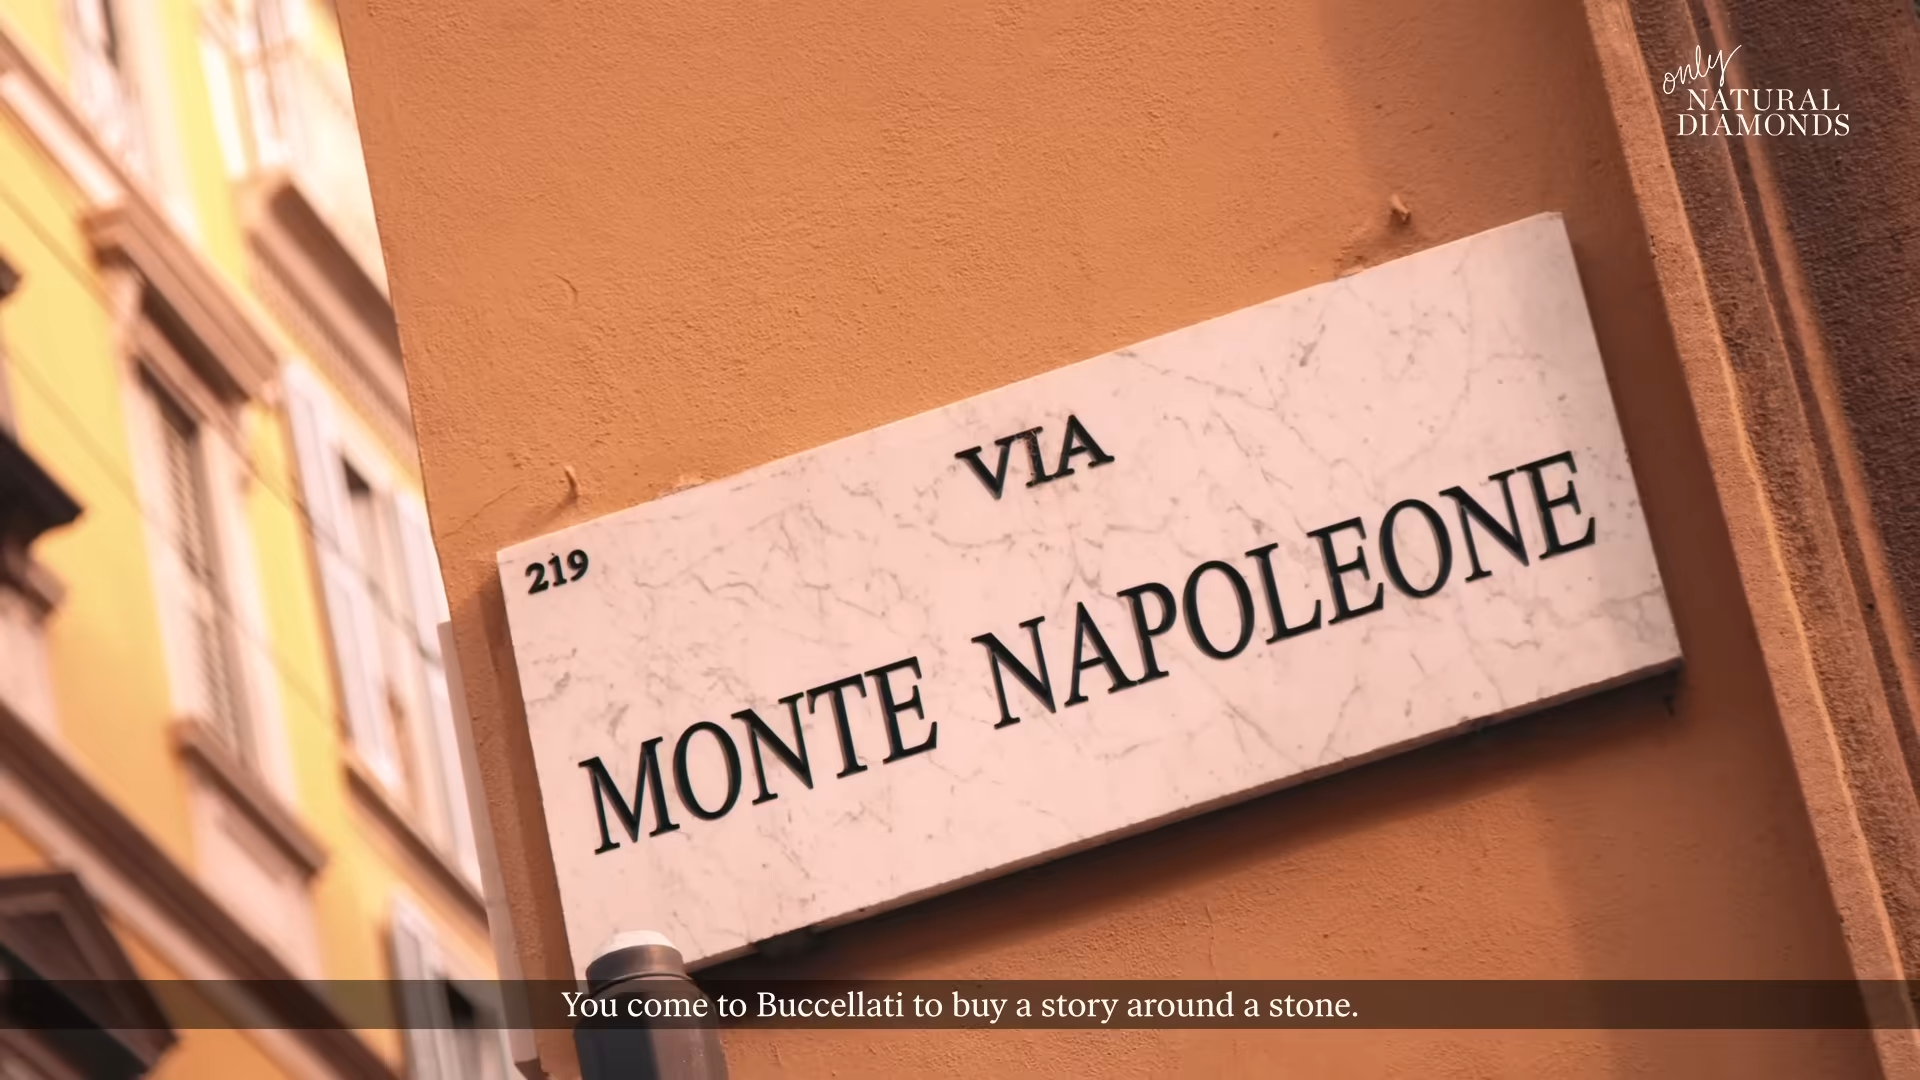 only
NATURAL
DIAMONDS
VIA
219
MONTE NAPOLEONE
You come to Buccellati to buy a story around a stone.